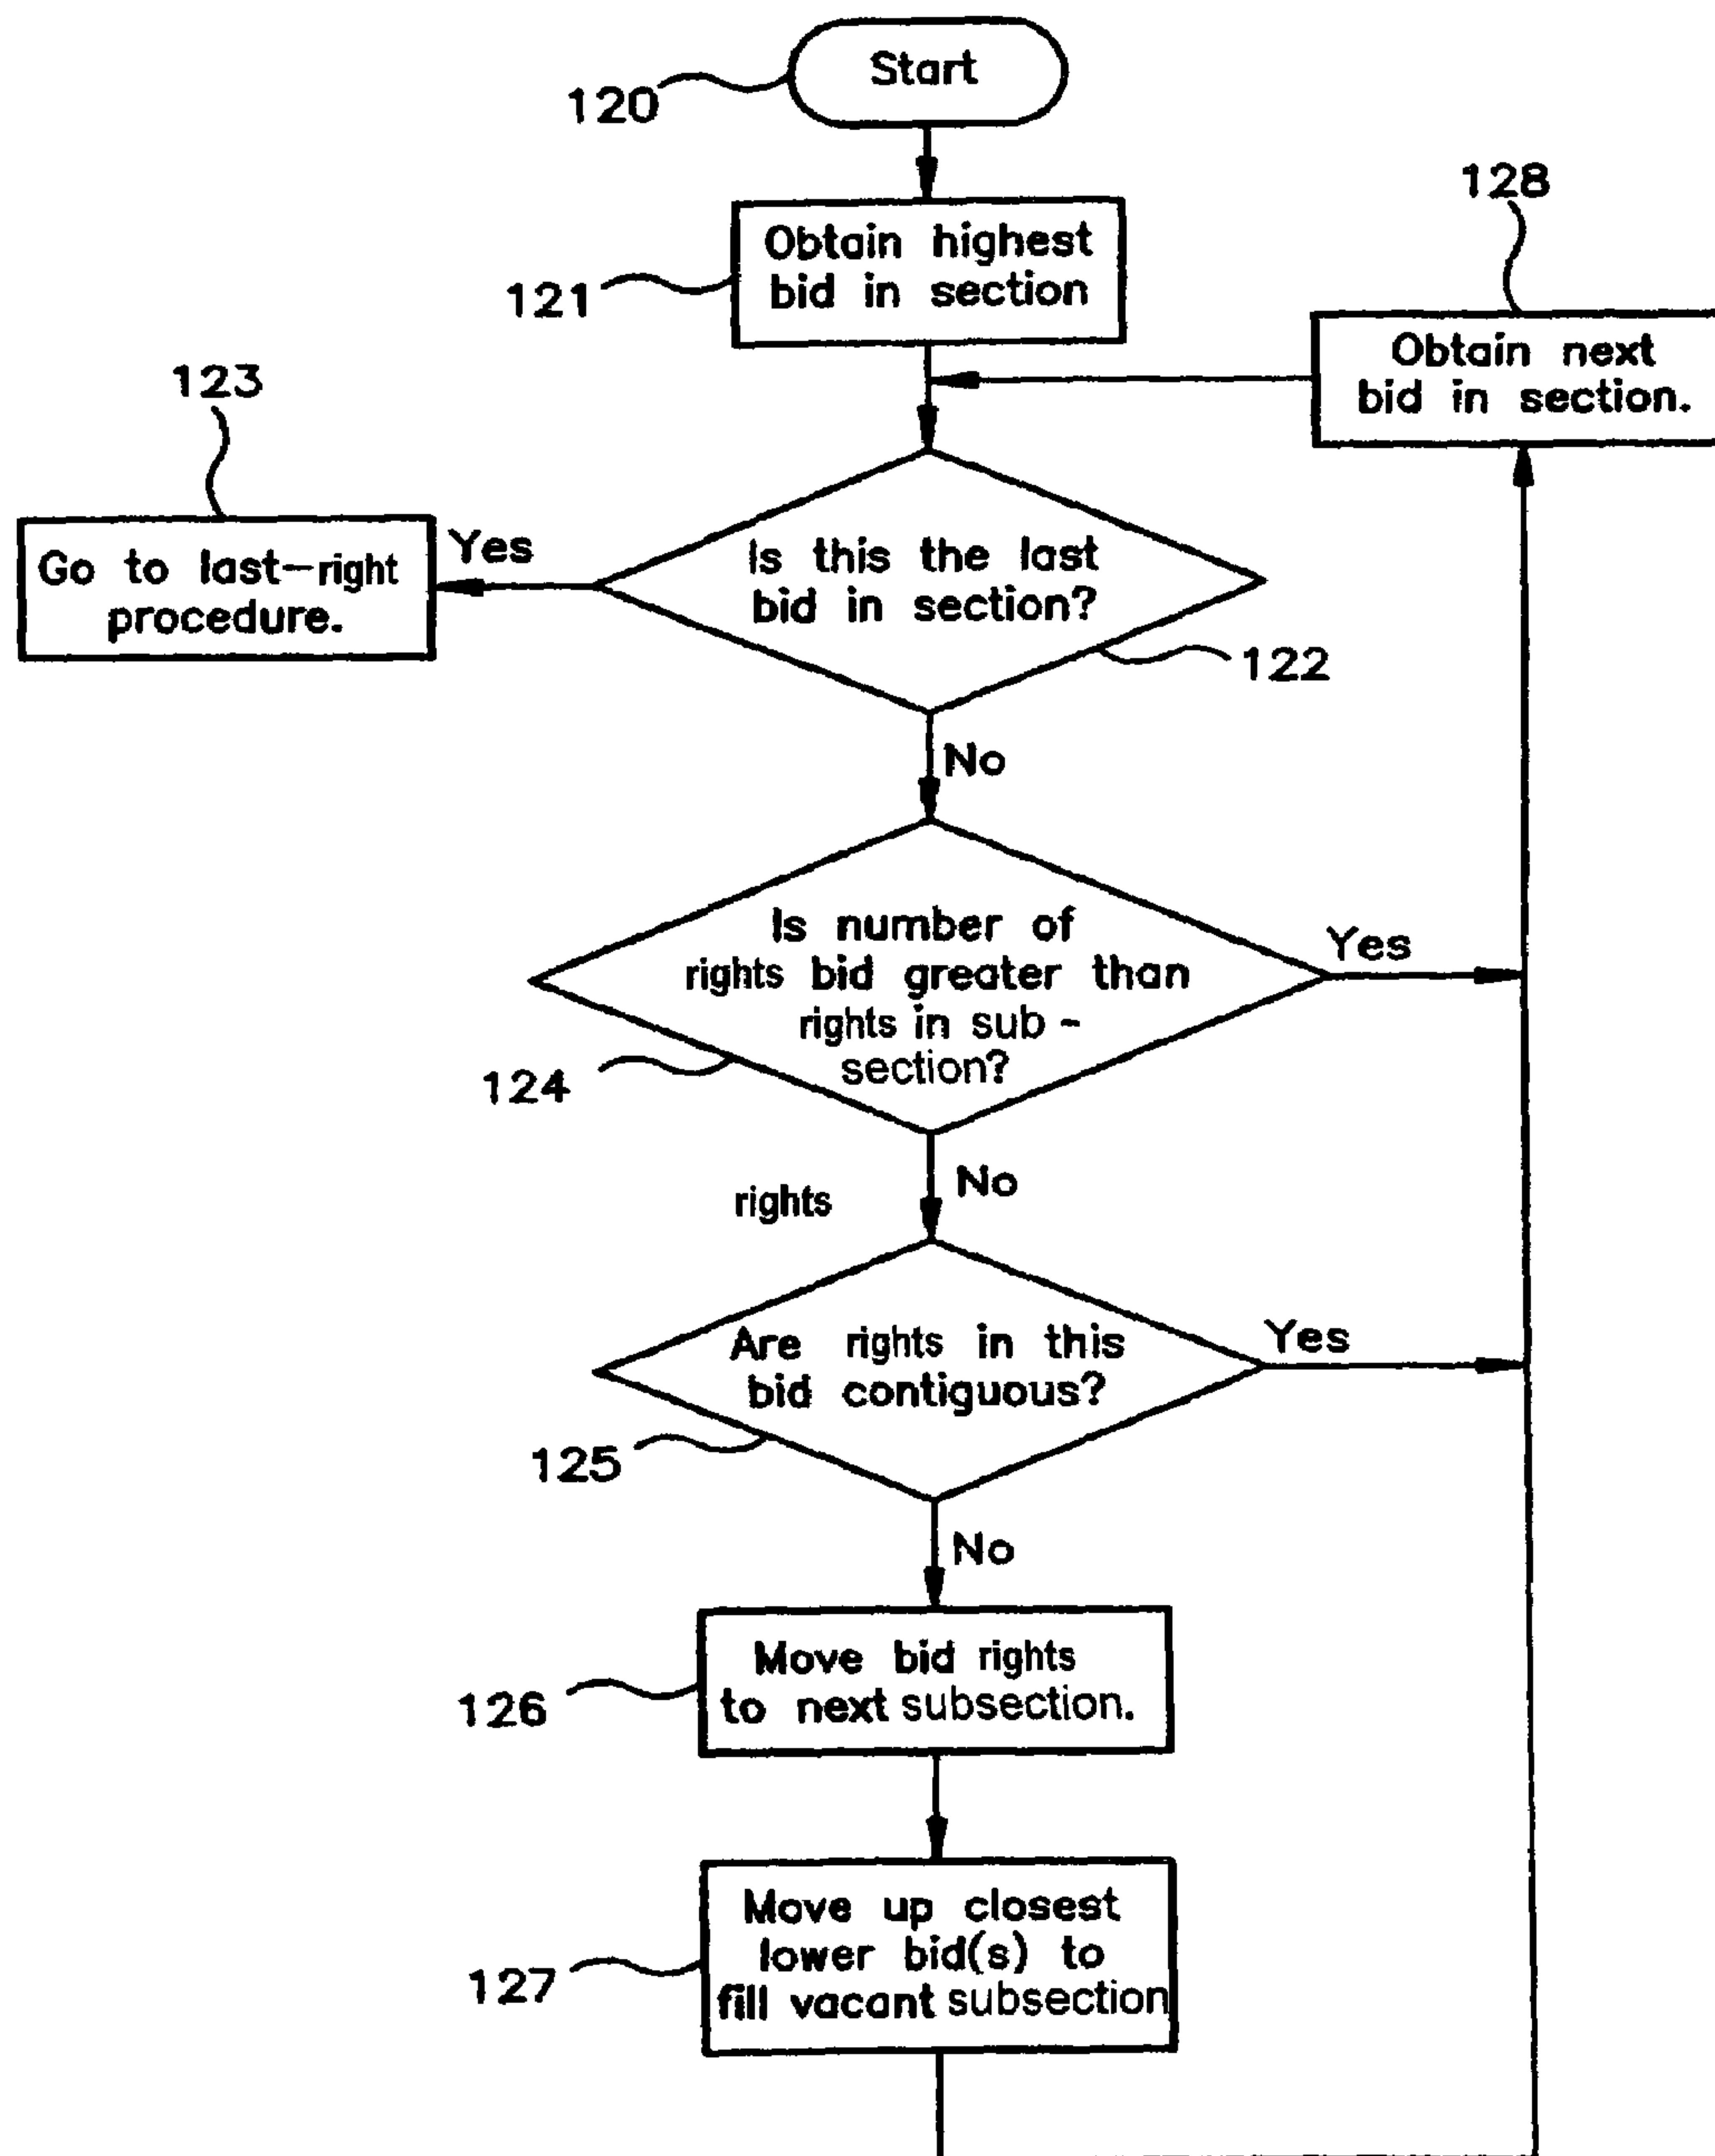 Start
120
Obtain highest
bid in section
121
128
Obtain next
bid in section.
123
Go to last-right
procedure.
Yes
Is this the last
bid in section?
122
No
Is number of
rights bid greater than
rights in sub -
section?
Yes
124
No
rights
Are rights in this
bid contiguous?
Yes
125
No
Move bid rights
to next subsection.
126
Move up closest
lower bid(s) to
fill vacant subsection
127